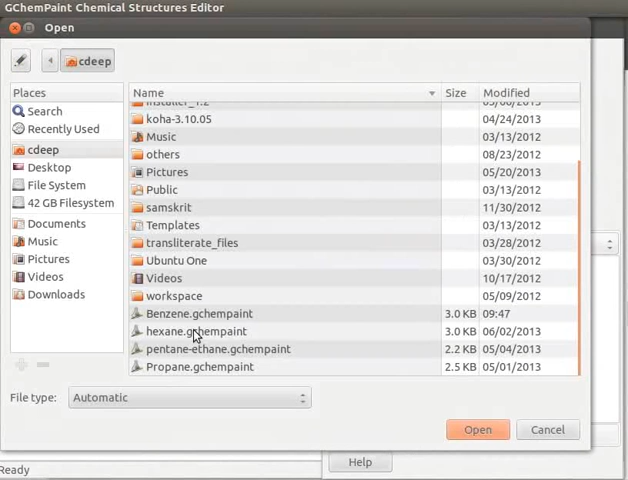 GChemPaint Chemical Structures Editor
Open
cdeep
Places Name Size Modified
Search installer_1.2 05/06/2013
Recently Used koha-3.10.05 04/24/2013
Music 03/13/2012
cdeep others 08/23/2012
Desktop Pictures 05/20/2013
File System Public 03/13/2012
42 GB Filesystem samskrit 11/30/2012
Documents Templates 03/13/2012
Music transliterate_files 03/28/2012
Pictures Ubuntu One 03/30/2012
Videos Videos 10/17/2012
Downloads workspace 05/09/2012
Benzene.gchempaint 3.0 KB 09:47
hexane.gchempaint 3.0 KB 06/02/2013
pentane-ethane.gchempaint 2.2 KB 05/04/2013
Propane.gchempaint 2.5 KB 05/01/2013
File type: Automatic
Open Cancel
Help
Ready